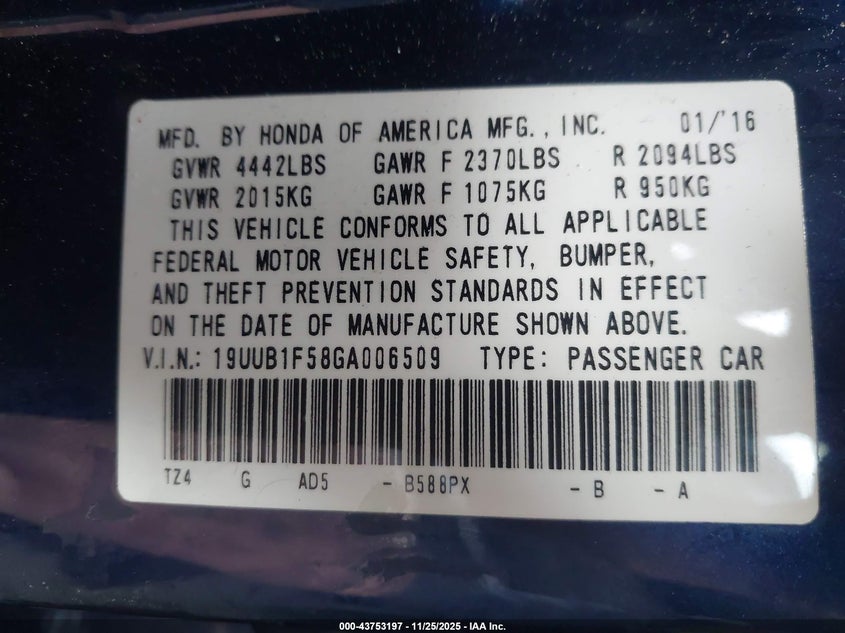 MFD. BY HONDA OF AMERICA MFG., INC. 01/'16
GVWR 4442LBS GAWR F 2370LBS R 2094LBS
GVWR 2015KG GAWR F 1075KG R 950KG
THIS VEHICLE CONFORMS TO ALL APPLICABLE
FEDERAL MOTOR VEHICLE SAFETY, BUMPER,
AND THEFT PREVENTION STANDARDS IN EFFECT
ON THE DATE OF MANUFACTURE SHOWN ABOVE.
V.I.N.: 19UUB1F58GA006509 TYPE: PASSENGER CAR
TZ4 G AD5 - B588PX - B - A
000-43753197 - 11/25/2025 - IAA Inc.